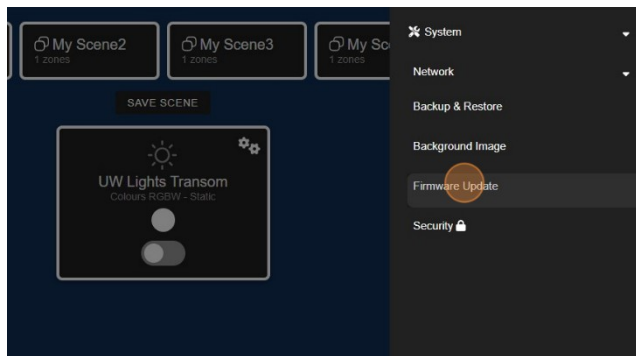 My Scene2
1 zones
My Scene3
1 zones
My Sc
1 zones
SAVE SCENE
UW Lights Transom
Colours RGBW - Static
System
Network
Backup & Restore
Background Image
Firmware Update
Security